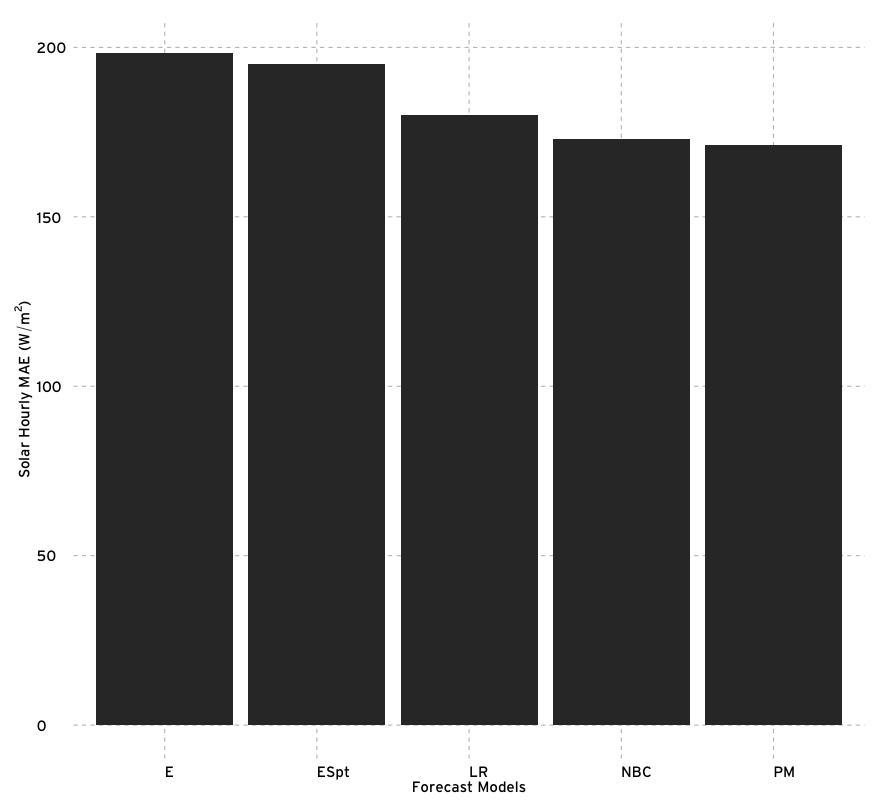 200
150
100
50
0
Solar Hourly MAE (W/m²)
E ESpt LR NBC PM
Forecast Models